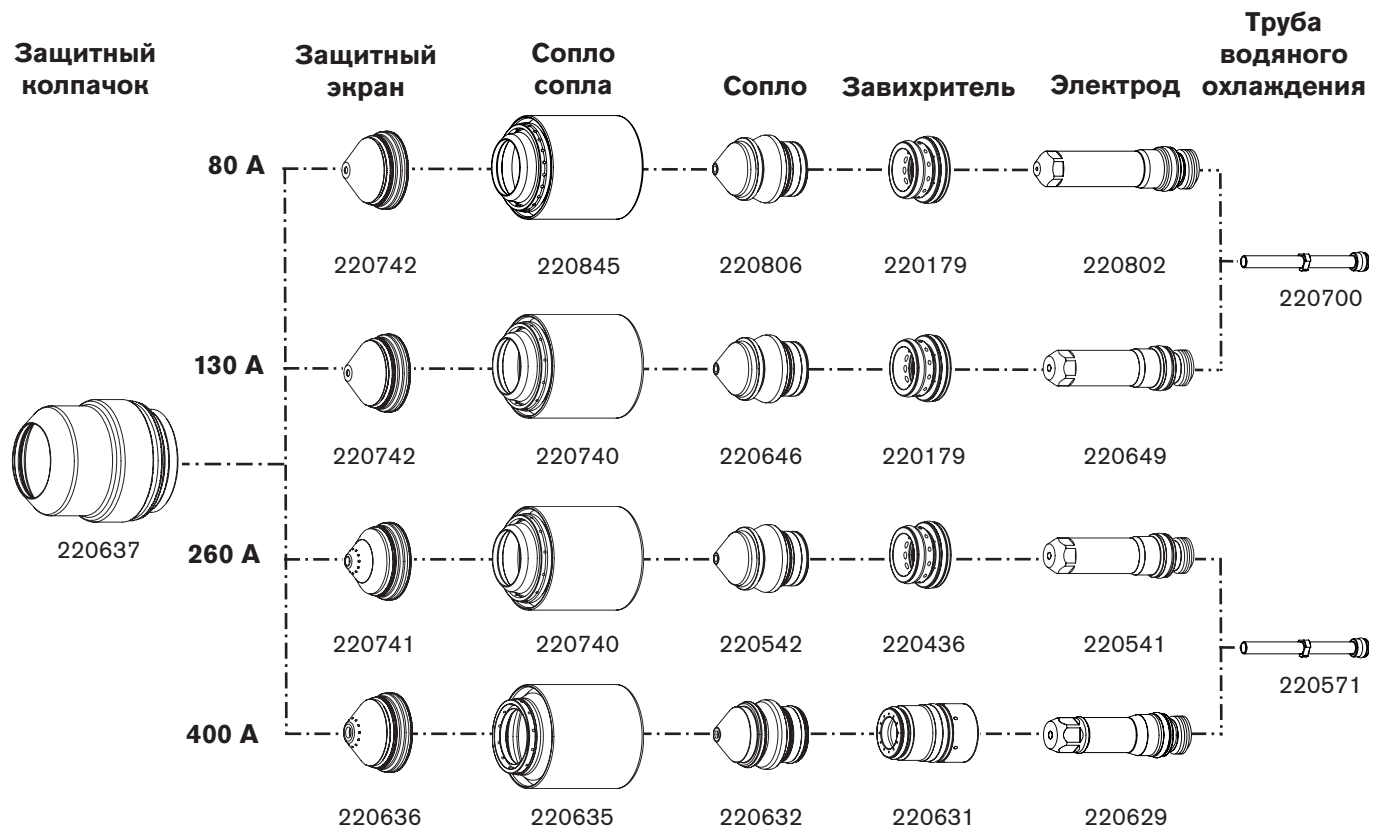 Защитный
колпачок
Защитный
экран
Сопло
сопла
Сопло
Завихритель
Электрод
Труба
водяного
охлаждения
80 А
220742
220845
220806
220179
220802
220700
130 А
220742
220740
220646
220179
220649
220637
260 А
220741
220740
220542
220436
220541
220571
400 А
220636
220635
220632
220631
220629